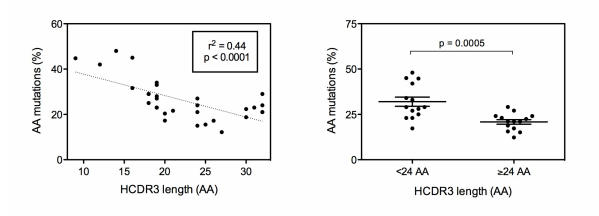 60
40
20
0
AA mutations (%)
r² = 0.44
p < 0.0001
10 15 20 25 30
HCDR3 length (AA)
75
50
25
0
AA mutations (%)
p = 0.0005
<24 AA ≥24 AA
HCDR3 length (AA)